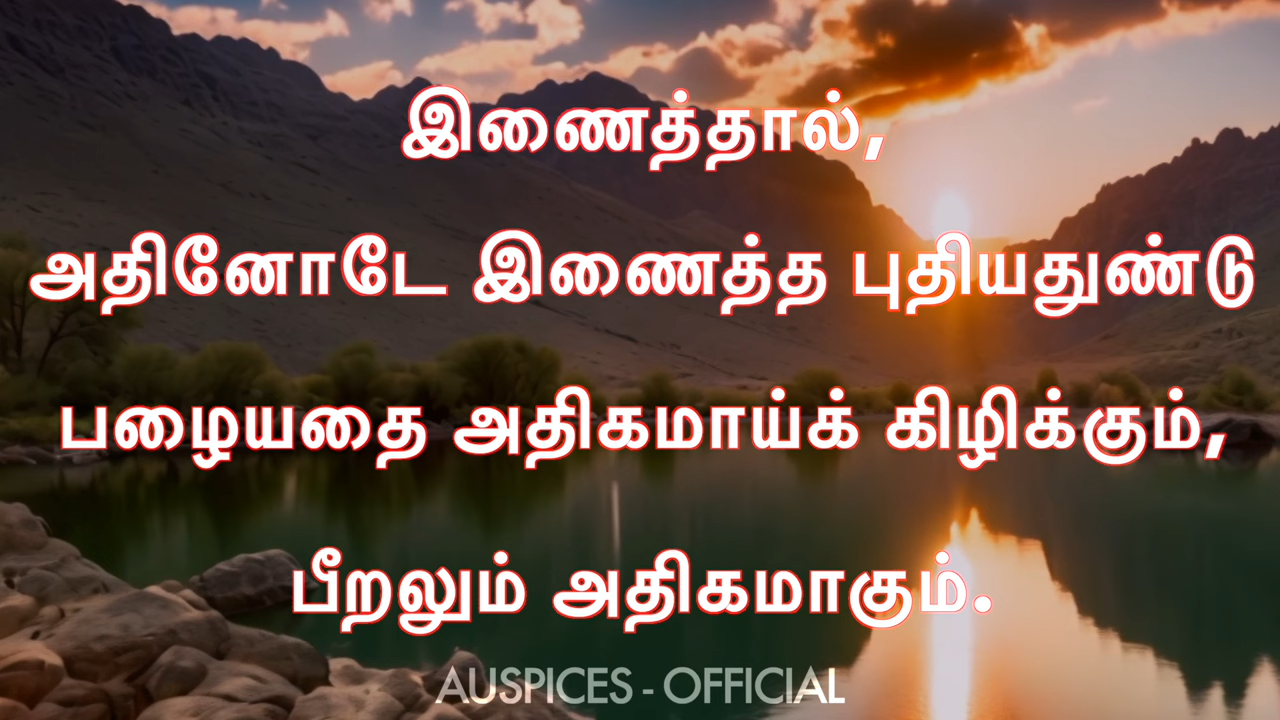 இணைத்தால்,
அதினோடே இணைத்த புதியதுண்டு
பழையதை அதிகமாய்க் கிழிக்கும்,
பீறலும் அதிகமாகும்.
AUSPICES - OFFICIAL